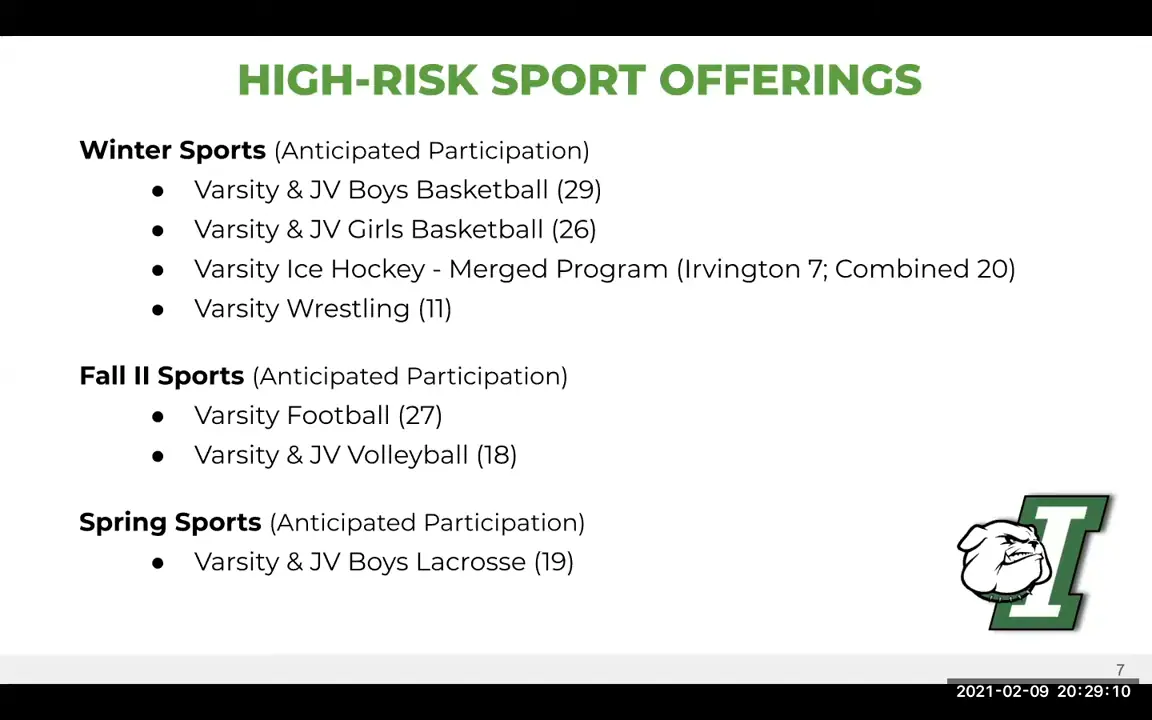 HIGH-RISK SPORT OFFERINGS
Winter Sports (Anticipated Participation)
● Varsity & JV Boys Basketball (29)
● Varsity & JV Girls Basketball (26)
● Varsity Ice Hockey - Merged Program (Irvington 7; Combined 20)
● Varsity Wrestling (11)
Fall II Sports (Anticipated Participation)
● Varsity Football (27)
● Varsity & JV Volleyball (18)
Spring Sports (Anticipated Participation)
● Varsity & JV Boys Lacrosse (19)
I
7
2021-02-09 20:29:10